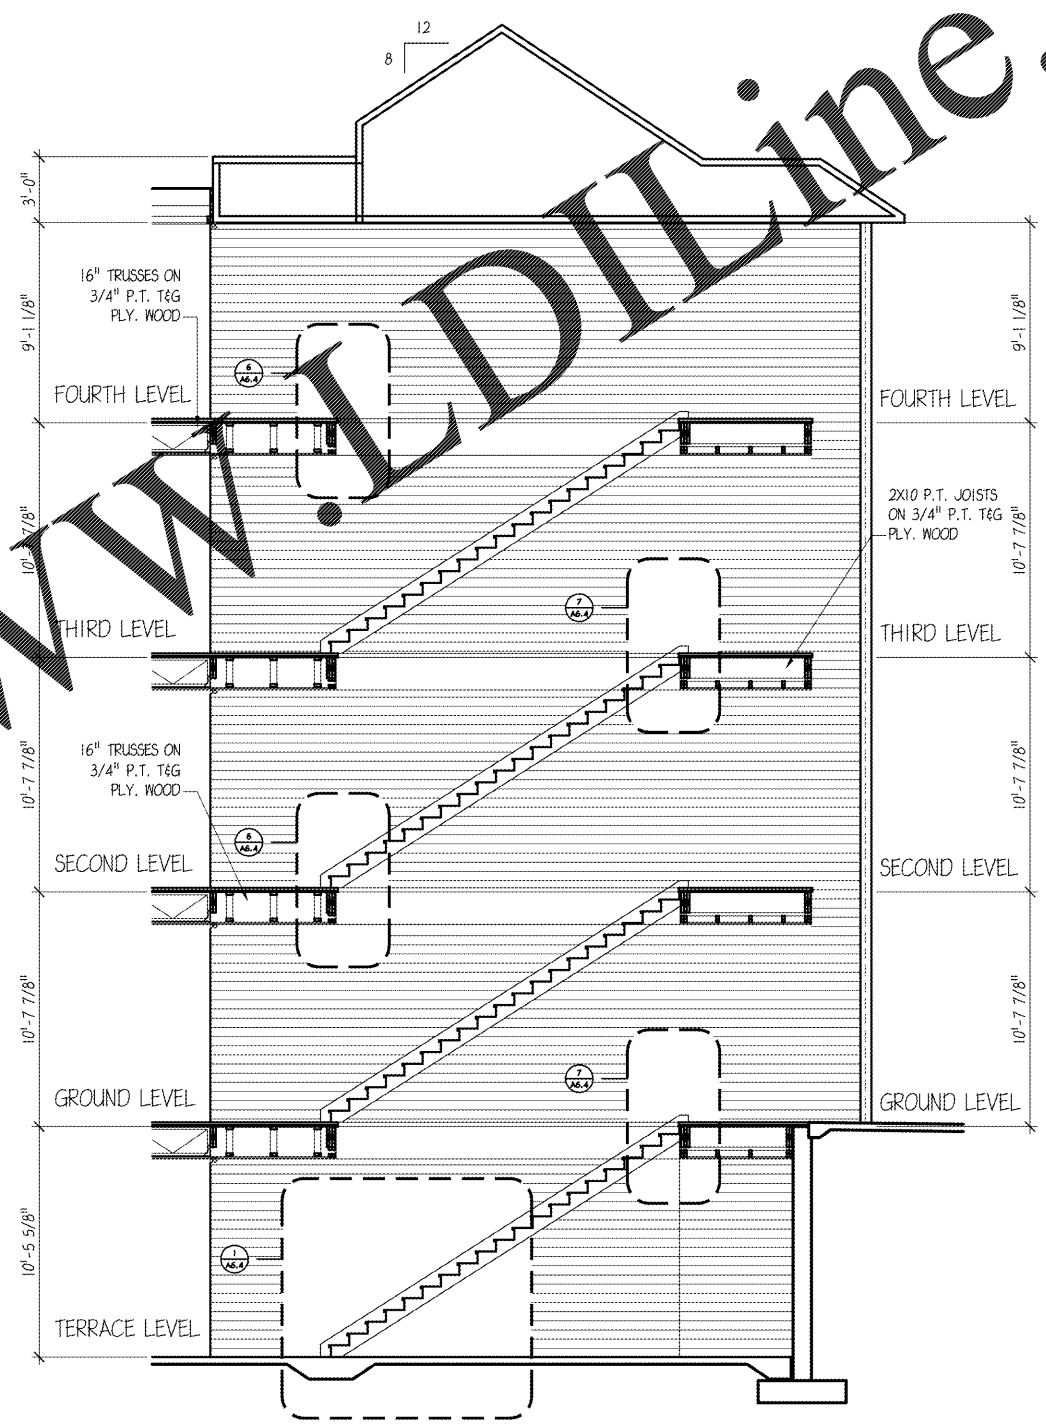 12
8
www.LDILine.
3'-0"
16" TRUSSES ON
3/4" P.T. T&G
PLY. WOOD
9'-1 1/8"
9'-1 1/8"
6
A6.4
FOURTH LEVEL
FOURTH LEVEL
2X10 P.T. JOISTS
ON 3/4" P.T. T&G
PLY. WOOD
10'-7 7/8"
10'-7 7/8"
7
A6.4
THIRD LEVEL
THIRD LEVEL
16" TRUSSES ON
3/4" P.T. T&G
PLY. WOOD
10'-7 7/8"
10'-7 7/8"
6
A6.4
SECOND LEVEL
SECOND LEVEL
10'-7 7/8"
10'-7 7/8"
7
A6.4
GROUND LEVEL
GROUND LEVEL
10'-5 5/8"
1
A6.4
TERRACE LEVEL